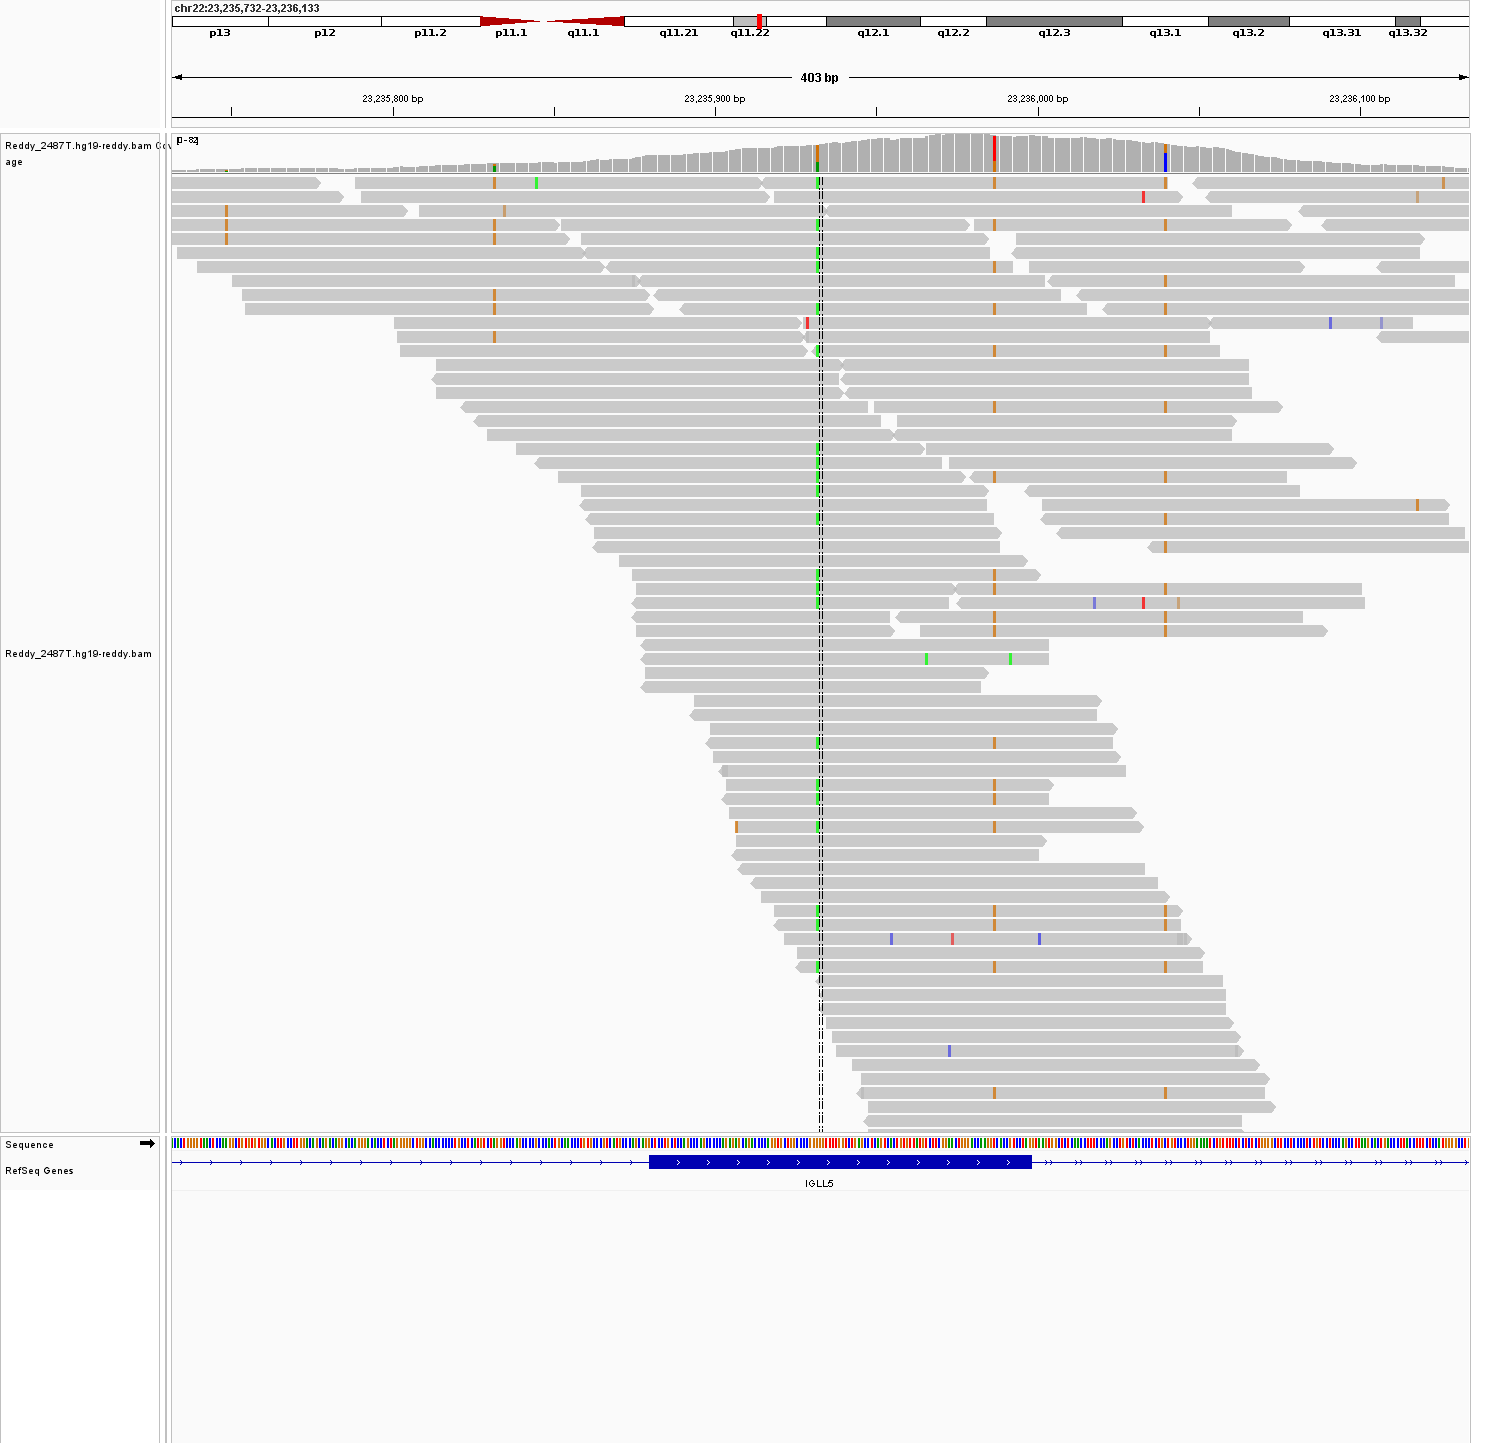 chr22:23,235,732-23,236,133
p13 p12 p11.2 p11.1 q11.1 q11.21 q11.22 q12.1 q12.2 q12.3 q13.1 q13.2 q13.31 q13.32
403 bp
23,235,800 bp 23,235,900 bp 23,236,000 bp 23,236,100 bp
[0-82]
Reddy_2487T.hg19-reddy.bam Cov
age
Reddy_2487T.hg19-reddy.bam
Sequence
RefSeq Genes
IGLL5